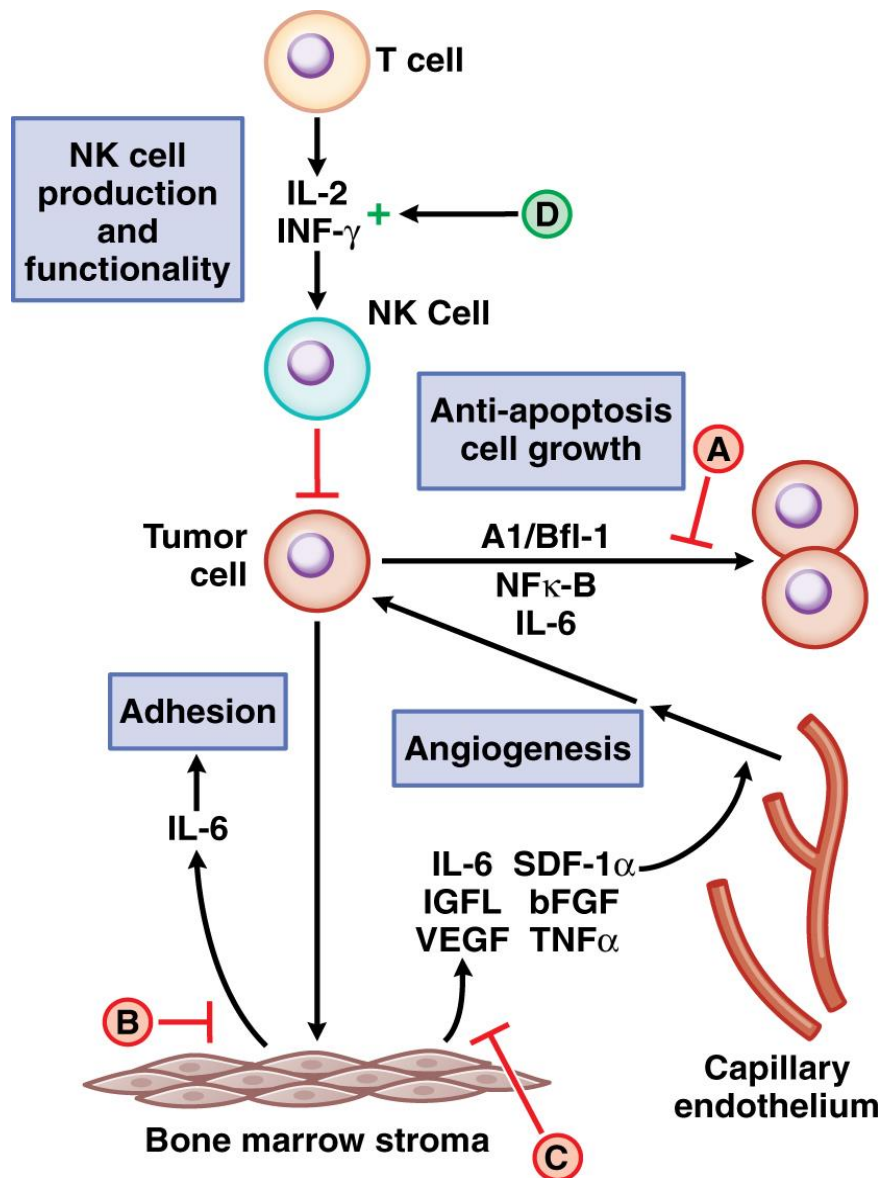 T cell
NK cell
production
and
functionality
IL-2
INF-γ
+
D
NK Cell
Anti-apoptosis
cell growth
A
Tumor
cell
A1/Bfl-1
NFκ-B
IL-6
Adhesion
Angiogenesis
IL-6
IL-6 SDF-1α
IGFL bFGF
VEGF TNFα
B
Capillary
endothelium
Bone marrow stroma
C